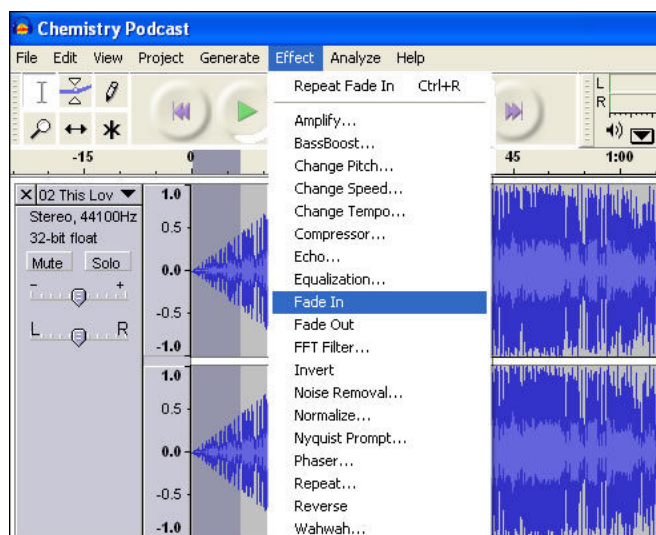 Chemistry Podcast
File Edit View Project Generate Effect Analyze Help
Repeat Fade In Ctrl+R
L
R
-15 0 45 1:00
Amplify...
BassBoost...
Change Pitch...
Change Speed...
Change Tempo...
Compressor...
Echo...
Equalization...
Fade In
Fade Out
FFT Filter...
Invert
Noise Removal...
Normalize...
Nyquist Prompt...
Phaser...
Repeat...
Reverse
Wahwah...
02 This Lov
Stereo, 44100Hz
32-bit float
Mute Solo
- +
L R
1.0
0.5
0.0
-0.5
-1.0
1.0
0.5
0.0
-0.5
-1.0